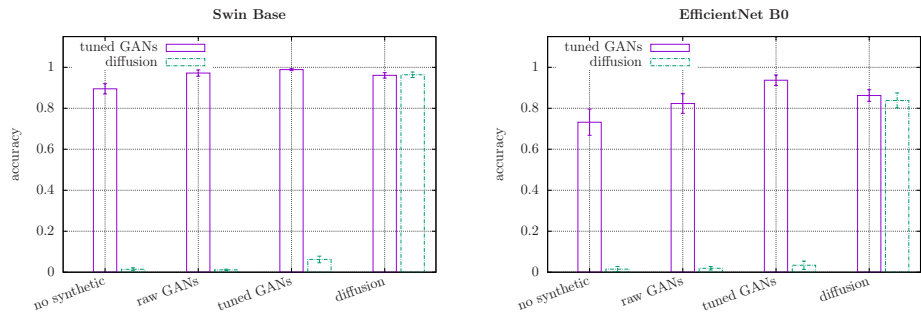 Swin Base
tuned GANs
diffusion
1
0.8
0.6
0.4
0.2
0
accuracy
no synthetic
raw GANs
tuned GANs
diffusion
EfficientNet B0
tuned GANs
diffusion
1
0.8
0.6
0.4
0.2
0
accuracy
no synthetic
raw GANs
tuned GANs
diffusion